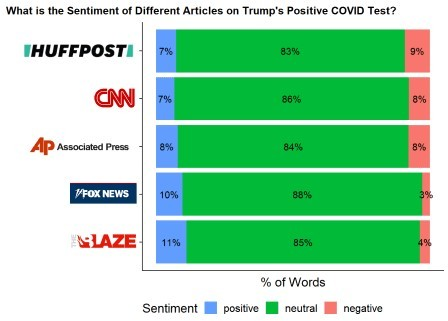 What is the Sentiment of Different Articles on Trump's Positive COVID Test?
HUFFPOST
7% 83% 9%
CNN
7% 86% 8%
AP Associated Press
8% 84% 8%
FOX NEWS
10% 88% 3%
THE BLAZE
11% 85% 4%
% of Words
Sentiment positive neutral negative